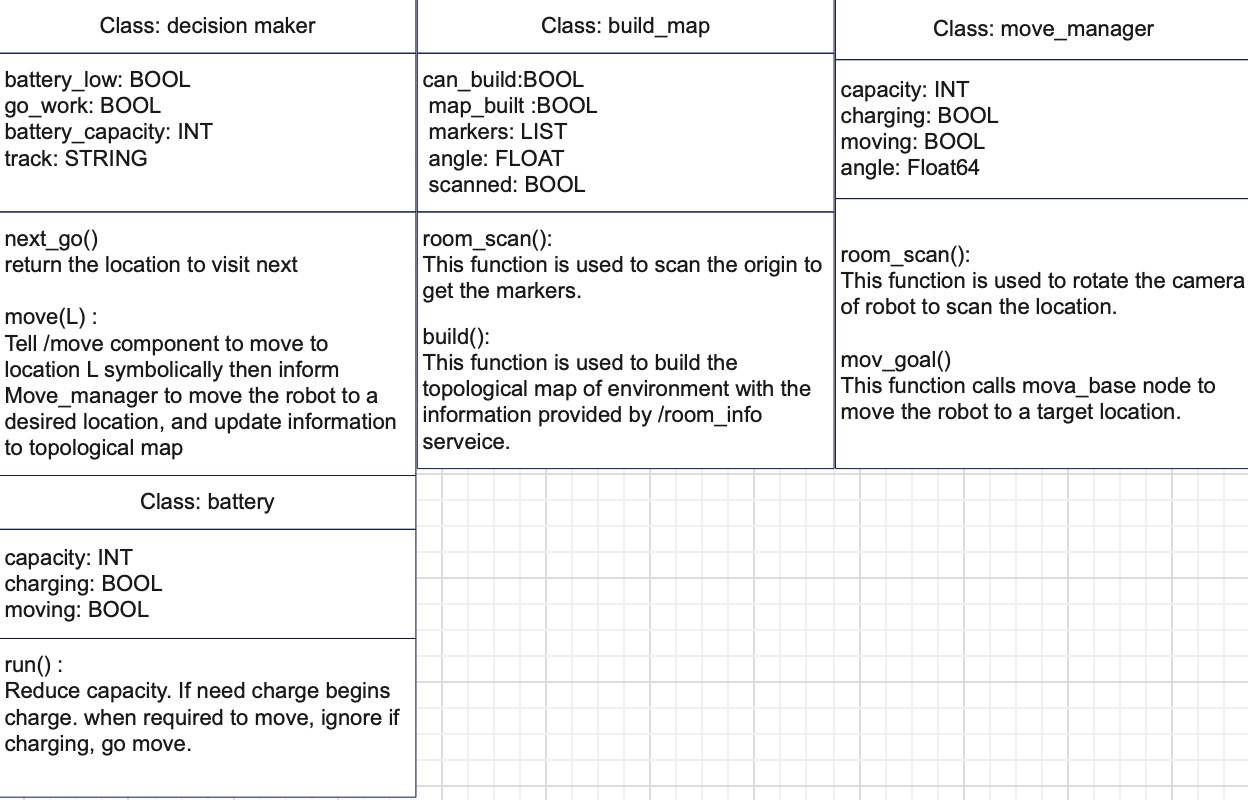 Class: decision maker
battery_low: BOOL
go_work: BOOL
battery_capacity: INT
track: STRING
next_go()
return the location to visit next
move(L) :
Tell /move component to move to
location L symbolically then inform
Move_manager to move the robot to a
desired location, and update information
to topological map
Class: build_map
can_build:BOOL
map_built :BOOL
markers: LIST
angle: FLOAT
scanned: BOOL
room_scan():
This function is used to scan the origin to
get the markers.
build():
This function is used to build the
topological map of environment with the
information provided by /room_info
serveice.
Class: move_manager
capacity: INT
charging: BOOL
moving: BOOL
angle: Float64
room_scan():
This function is used to rotate the camera
of robot to scan the location.
mov_goal()
This function calls mova_base node to
move the robot to a target location.
Class: battery
capacity: INT
charging: BOOL
moving: BOOL
run() :
Reduce capacity. If need charge begins
charge. when required to move, ignore if
charging, go move.